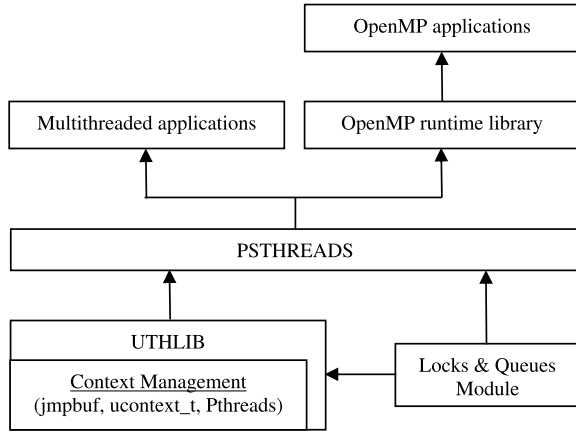 OpenMP applications
Multithreaded applications
OpenMP runtime library
PSTHREADS
UTHLIB
Context Management
(jmpbuf, ucontext_t, Pthreads)
Locks & Queues
Module